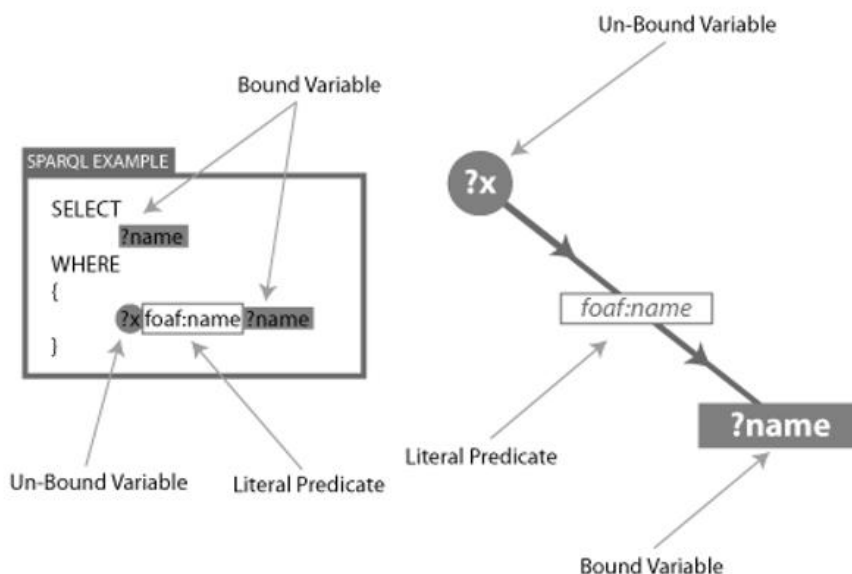 Bound Variable
SPARQL EXAMPLE
SELECT
?name
WHERE
{
?x foaf:name ?name
}
Un-Bound Variable
Literal Predicate
Un-Bound Variable
?x
foaf:name
Literal Predicate
?name
Bound Variable